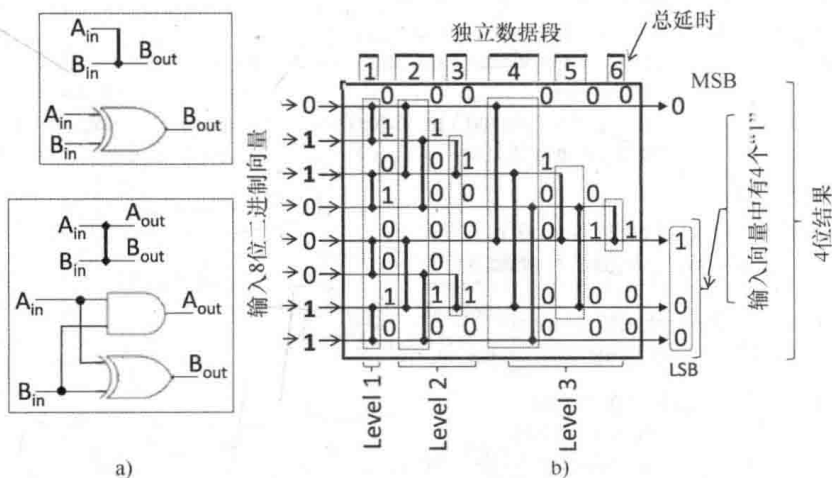 A_in
B_in B_out
A_in
B_in
B_out
A_in A_out
B_in B_out
A_in
A_out
B_in
B_out
a)
独立数据段
总延时
1 2 3 4 5 6
输入8位二进制向量
MSB
0 0 0 0 0 0 0 0
1 1 1
1 0 0 1 1
0 1 0 0 0
0 0 0 0 0 1 1 1
0 0 0
1 1 1 1 0 0 0 0
1 0 0 0 0 0 0
LSB
输入向量中有4个“1”
4位结果
Level 1
Level 2
Level 3
b)